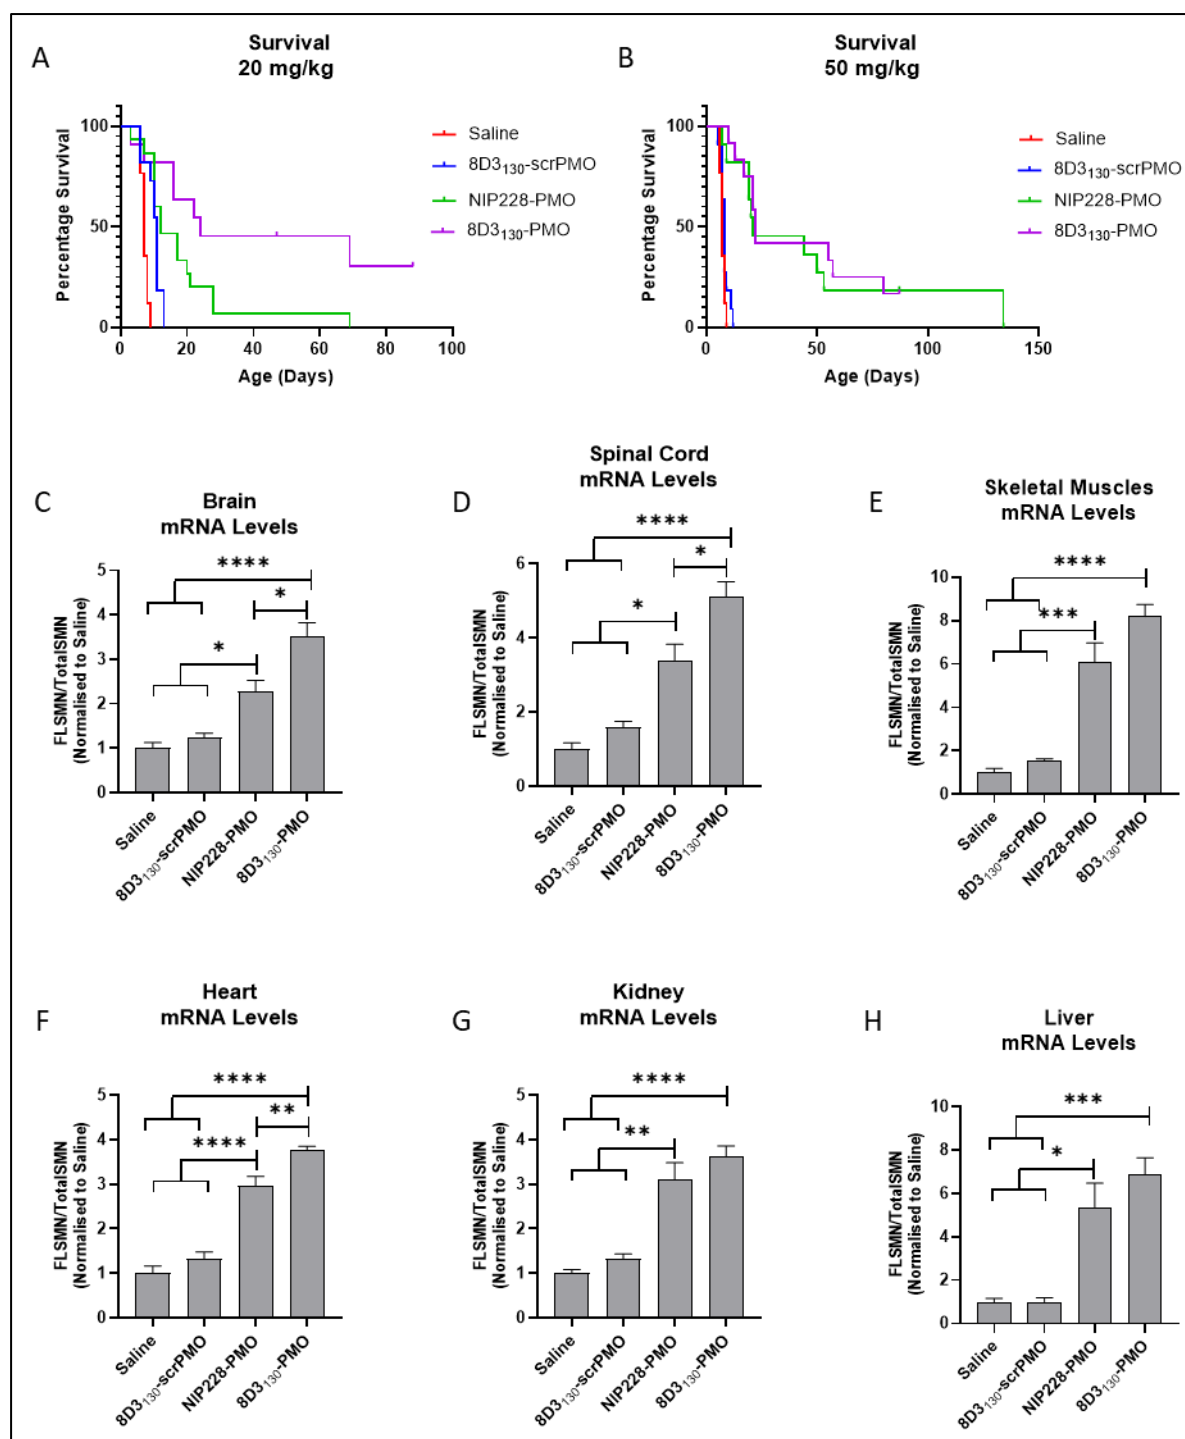 A
Survival
20 mg/kg
Percentage Survival
100
50
0
0 20 40 60 80 100
Age (Days)
Saline
8D3₁₃₀-scrPMO
NIP228-PMO
8D3₁₃₀-PMO
B
Survival
50 mg/kg
Percentage Survival
100
50
0
0 50 100 150
Age (Days)
Saline
8D3₁₃₀-scrPMO
NIP228-PMO
8D3₁₃₀-PMO
C
Brain
mRNA Levels
FLSMN/TotalSMN
(Normalised to Saline)
5
4
3
2
1
0
****
*
*
Saline
8D3₁₃₀-scrPMO
NIP228-PMO
8D3₁₃₀-PMO
D
Spinal Cord
mRNA Levels
FLSMN/TotalSMN
(Normalised to Saline)
6
4
2
0
****
*
*
Saline
8D3₁₃₀-scrPMO
NIP228-PMO
8D3₁₃₀-PMO
E
Skeletal Muscles
mRNA Levels
FLSMN/TotalSMN
(Normalised to Saline)
10
8
6
4
2
0
****
***
Saline
8D3₁₃₀-scrPMO
NIP228-PMO
8D3₁₃₀-PMO
F
Heart
mRNA Levels
FLSMN/TotalSMN
(Normalised to Saline)
5
4
3
2
1
0
****
**
****
Saline
8D3₁₃₀-scrPMO
NIP228-PMO
8D3₁₃₀-PMO
G
Kidney
mRNA Levels
FLSMN/TotalSMN
(Normalised to Saline)
5
4
3
2
1
0
****
**
Saline
8D3₁₃₀-scrPMO
NIP228-PMO
8D3₁₃₀-PMO
H
Liver
mRNA Levels
FLSMN/TotalSMN
(Normalised to Saline)
10
8
6
4
2
0
***
*
Saline
8D3₁₃₀-scrPMO
NIP228-PMO
8D3₁₃₀-PMO